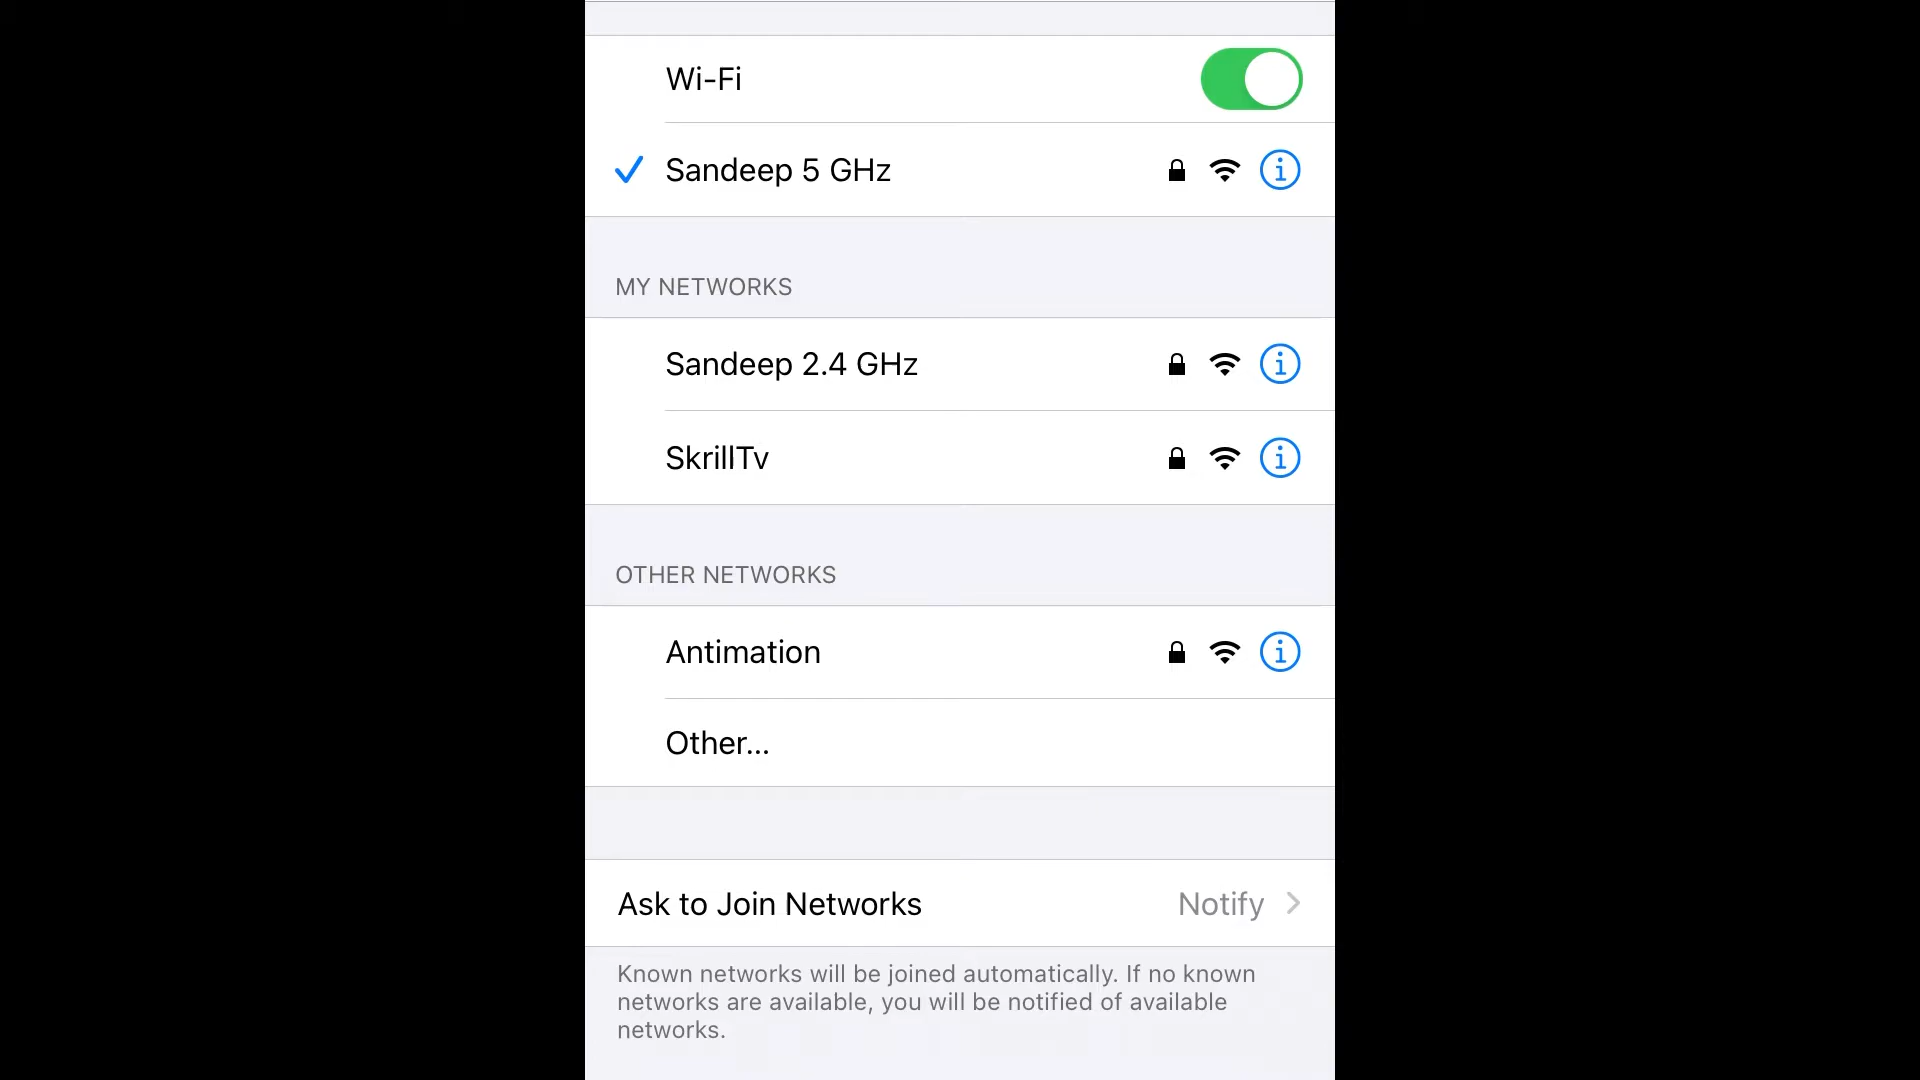 Wi-Fi
Sandeep 5 GHz
MY NETWORKS
Sandeep 2.4 GHz
SkrillTv
OTHER NETWORKS
Antimation
Other...
Ask to Join Networks Notify
Known networks will be joined automatically. If no known
networks are available, you will be notified of available
networks.